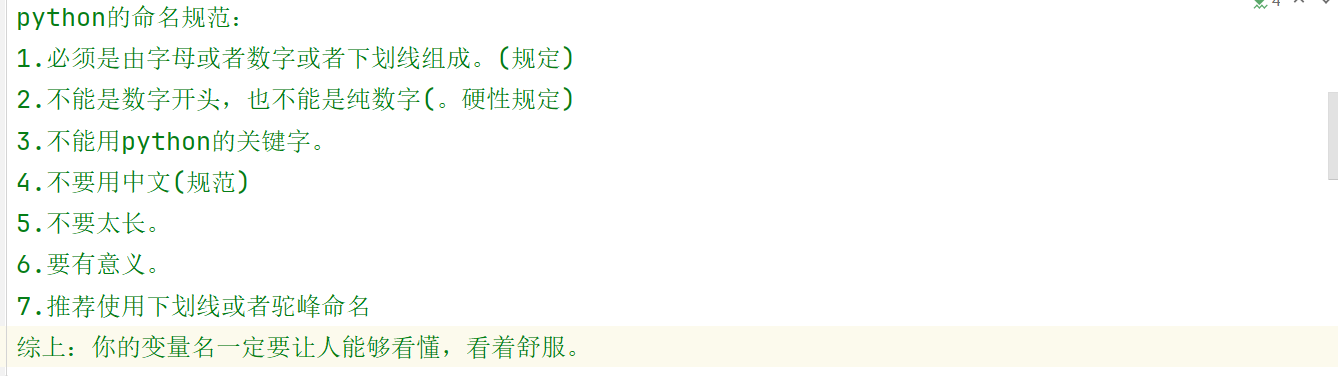 python的命名规范：
1.必须是由字母或者数字或者下划线组成。(规定)
2.不能是数字开头，也不能是纯数字(。硬性规定)
3.不能用python的关键字。
4.不要用中文(规范)
5.不要太长。
6.要有意义。
7.推荐使用下划线或者驼峰命名
综上：你的变量名一定要让人能够看懂，看着舒服。
4